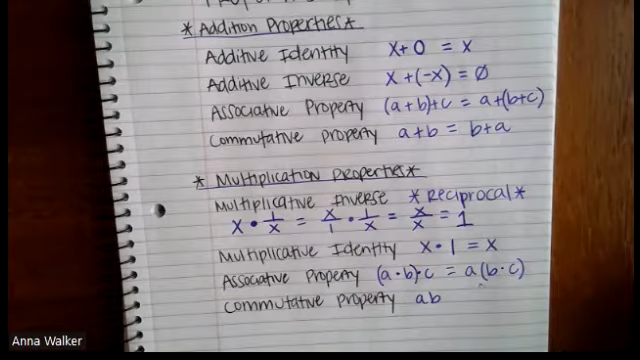 * Addition Properties *
Additive Identity x + 0 = x
Additive Inverse x + (-x) = 0
Associative Property (a+b)+c = a+(b+c)
Commutative property a+b = b+a
* Multiplication Properties *
Multiplicative Inverse * Reciprocal *
x • 1/x = x/1 • 1/x = x/x = 1
Multiplicative Identity x • 1 = x
Associative Property (a•b)•c = a(b•c)
Commutative property ab
Anna Walker